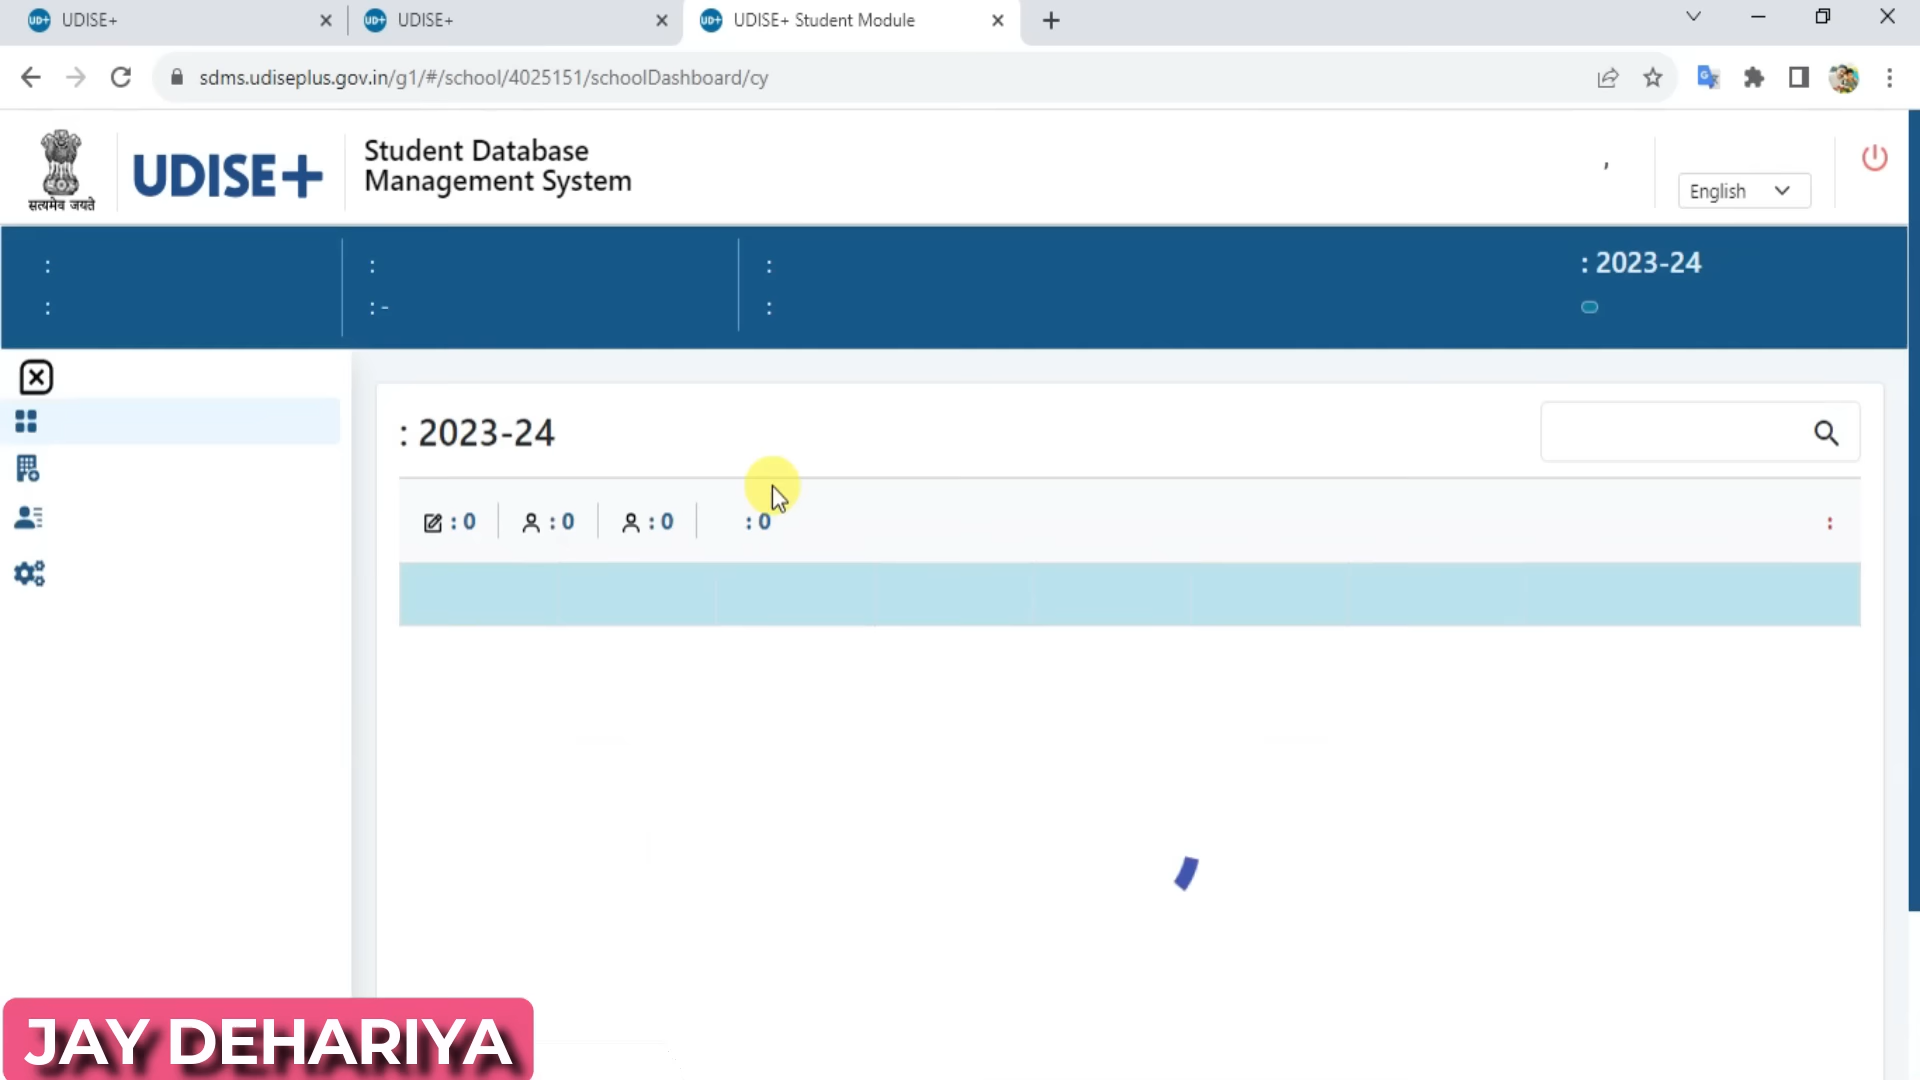 UDISE+
UDISE+
UDISE+ Student Module
sdms.udiseplus.gov.in/g1/#/school/4025151/schoolDashboard/cy
सत्यमेव जयते
UDISE+
Student Database
Management System
,
English
:
:
:
: -
:
:
: 2023-24
: 2023-24
: 0
: 0
: 0
: 0
:
JAY DEHARIYA